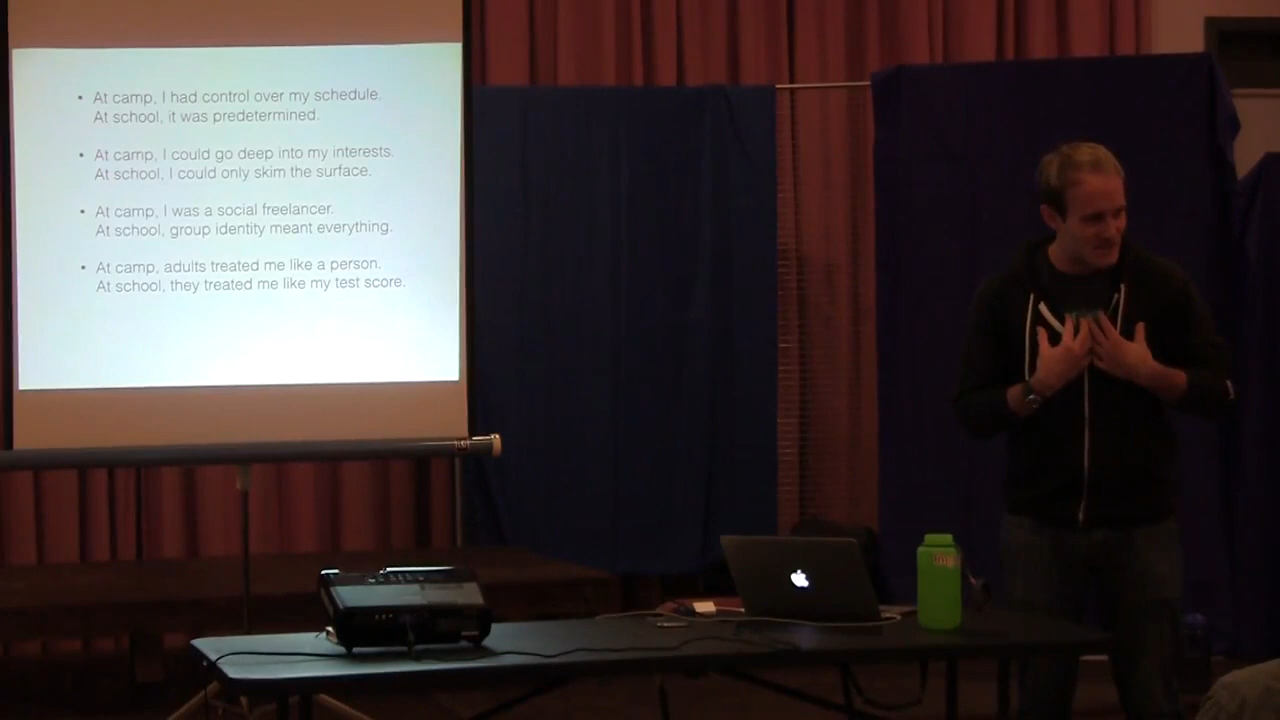 • At camp, I had control over my schedule.
At school, it was predetermined.
• At camp, I could go deep into my interests.
At school, I could only skim the surface.
• At camp, I was a social freelancer.
At school, group identity meant everything.
• At camp, adults treated me like a person.
At school, they treated me like my test score.